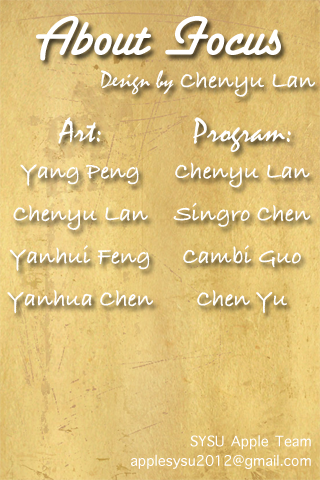 About Focus
Design by Chenyu Lan
Art:
Yang Peng
Chenyu Lan
Yanhui Feng
Yanhua Chen
Program:
Chenyu Lan
Singro Chen
Cambi Guo
Chen Yu
SYSU Apple Team
applesysu2012@gmail.com